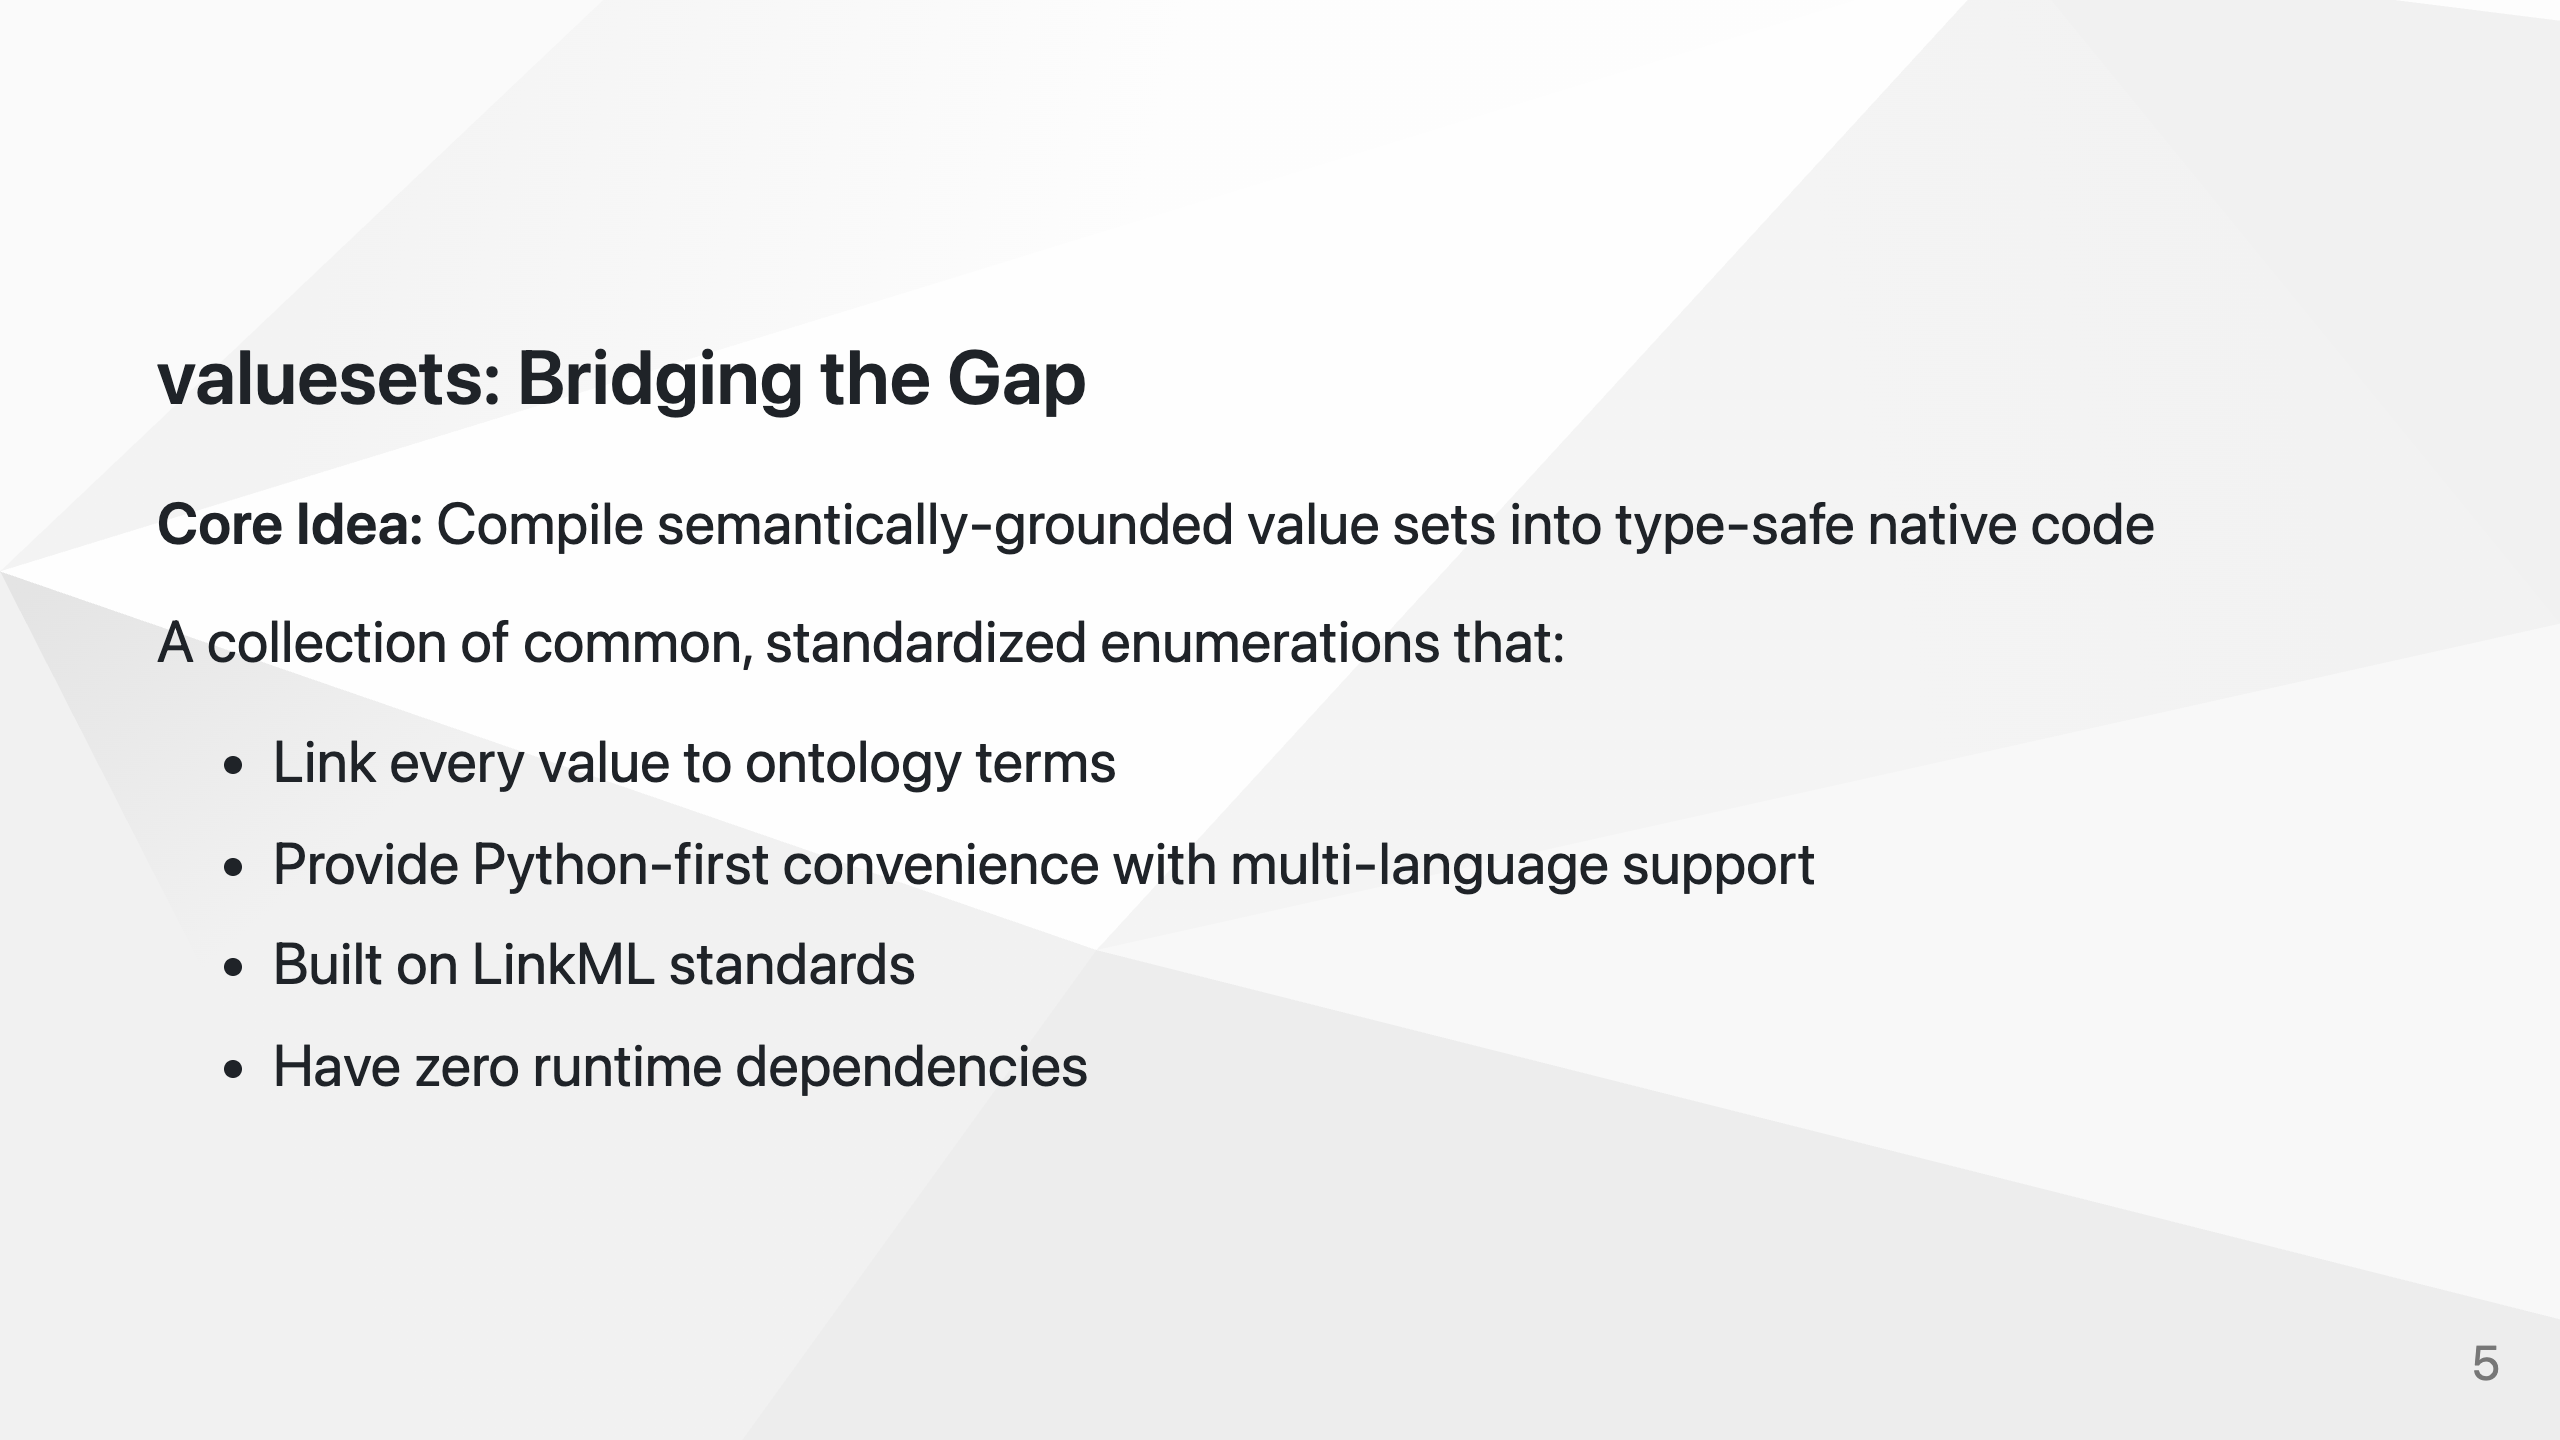 valuesets: Bridging the Gap
Core Idea: Compile semantically-grounded value sets into type-safe native code
A collection of common, standardized enumerations that:
• Link every value to ontology terms
• Provide Python-first convenience with multi-language support
• Built on LinkML standards
• Have zero runtime dependencies
5